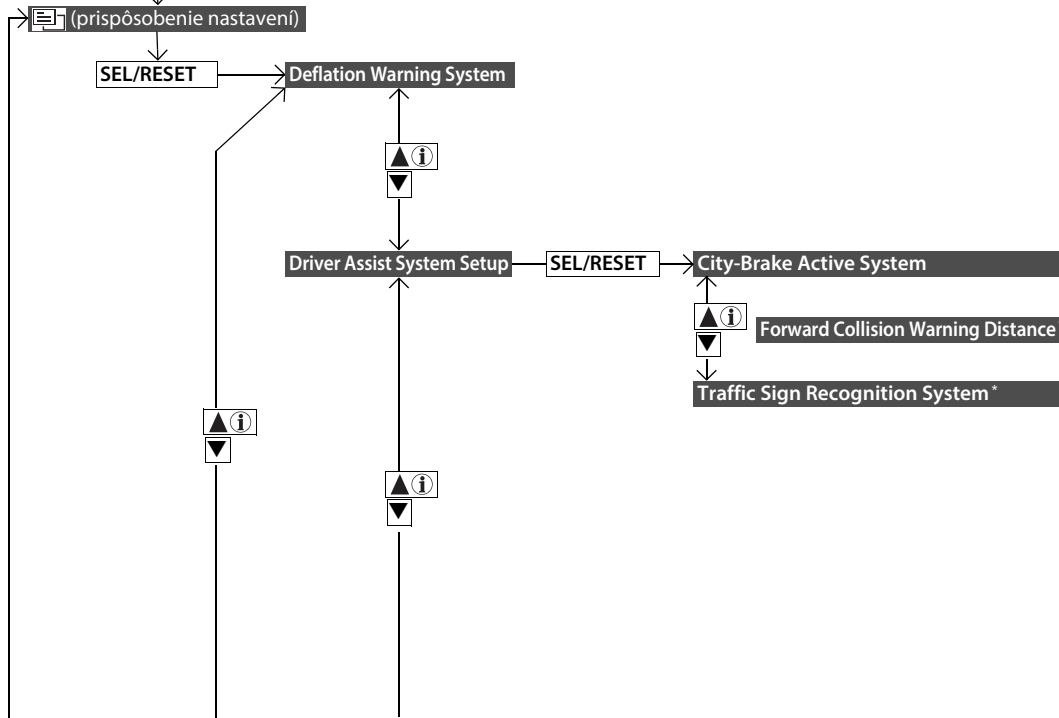 (prispôsobenie nastavení)
SEL/RESET
Deflation Warning System
▲ⓘ
▼
Driver Assist System Setup
SEL/RESET
City-Brake Active System
▲ⓘ
▼
Forward Collision Warning Distance
Traffic Sign Recognition System*
▲ⓘ
▼
▲ⓘ
▼